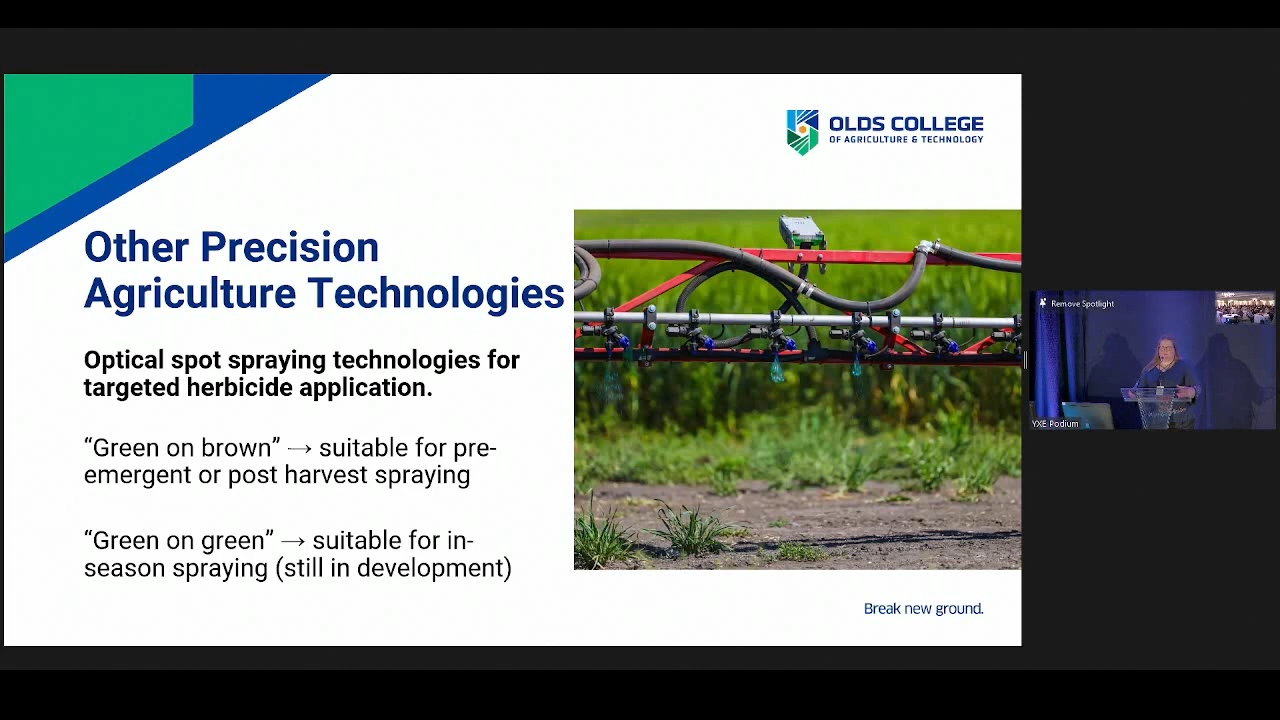 OLDS COLLEGE
OF AGRICULTURE & TECHNOLOGY
Other Precision
Agriculture Technologies
Optical spot spraying technologies for
targeted herbicide application.
“Green on brown” → suitable for pre-
emergent or post harvest spraying
“Green on green” → suitable for in-
season spraying (still in development)
Break new ground.
Remove Spotlight
YXE Podium